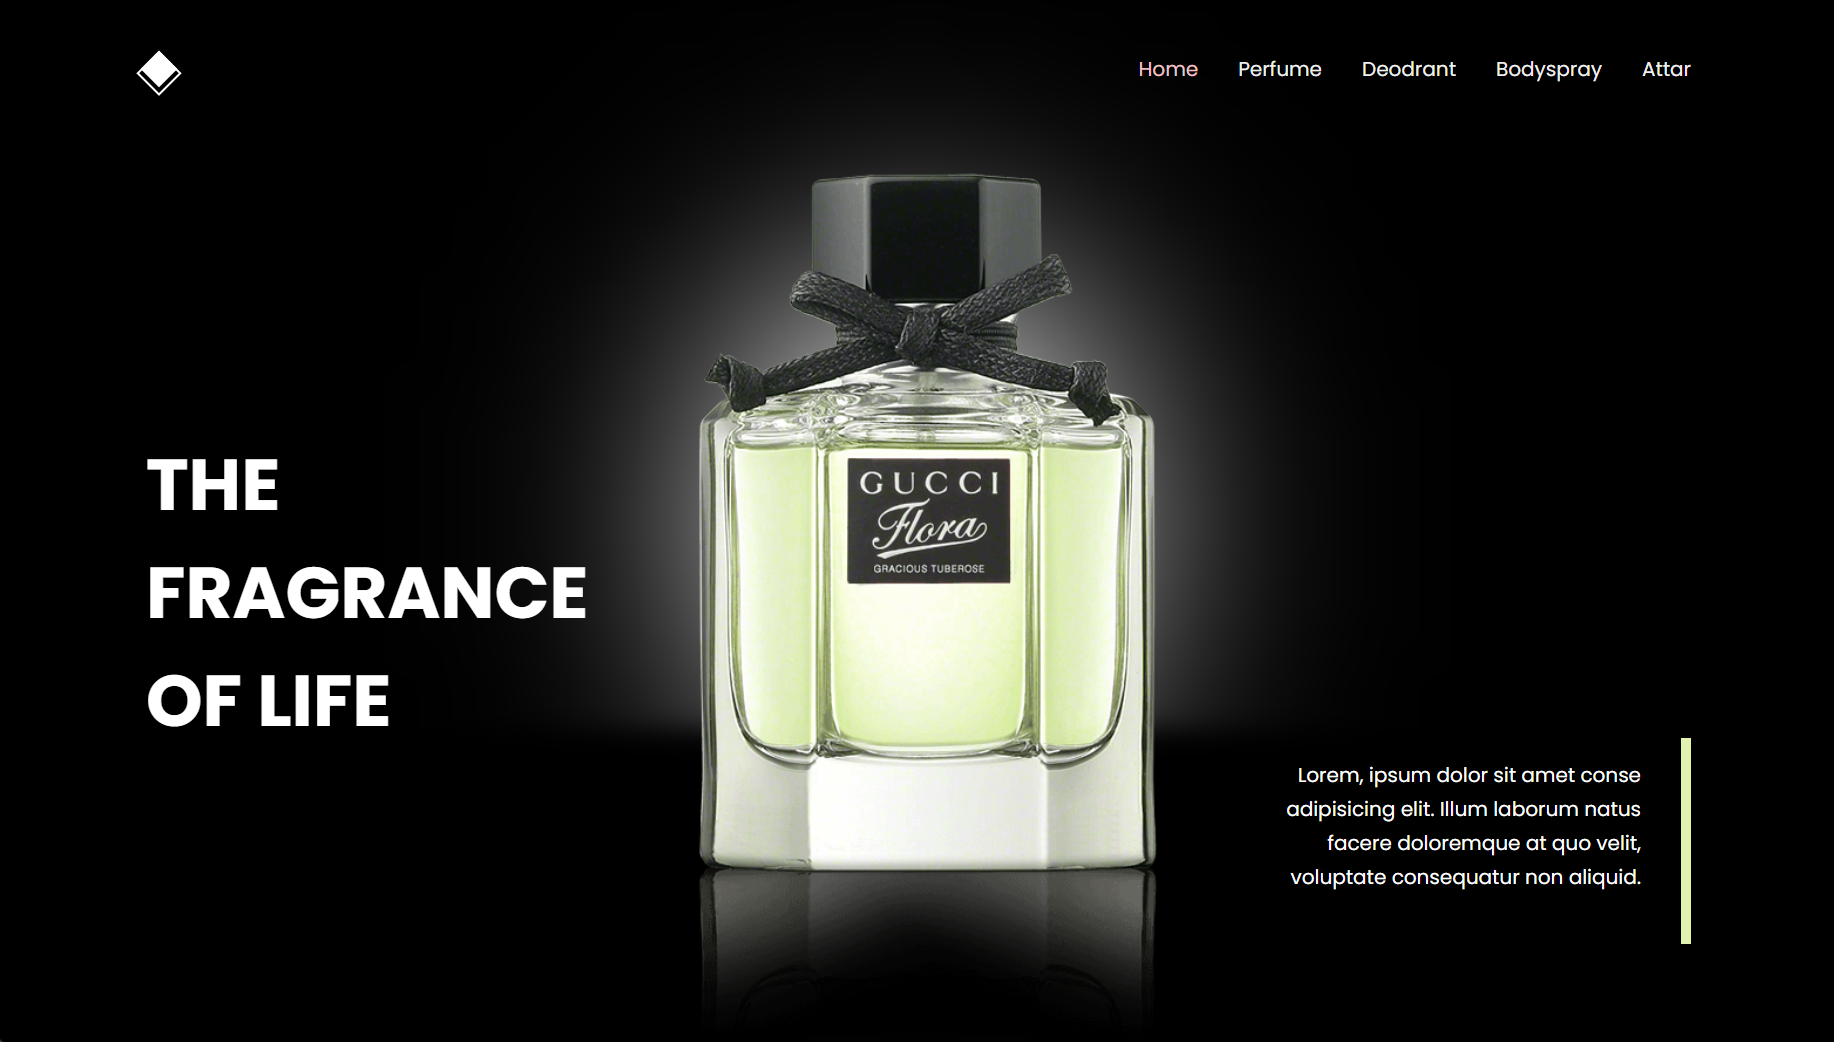 Home Perfume Deodrant Bodyspray Attar
GUCCI
Flora
GRACIOUS TUBEROSE
THE
FRAGRANCE
OF LIFE
Lorem, ipsum dolor sit amet conse
adipisicing elit. Illum laborum natus
facere doloremque at quo velit,
voluptate consequatur non aliquid.